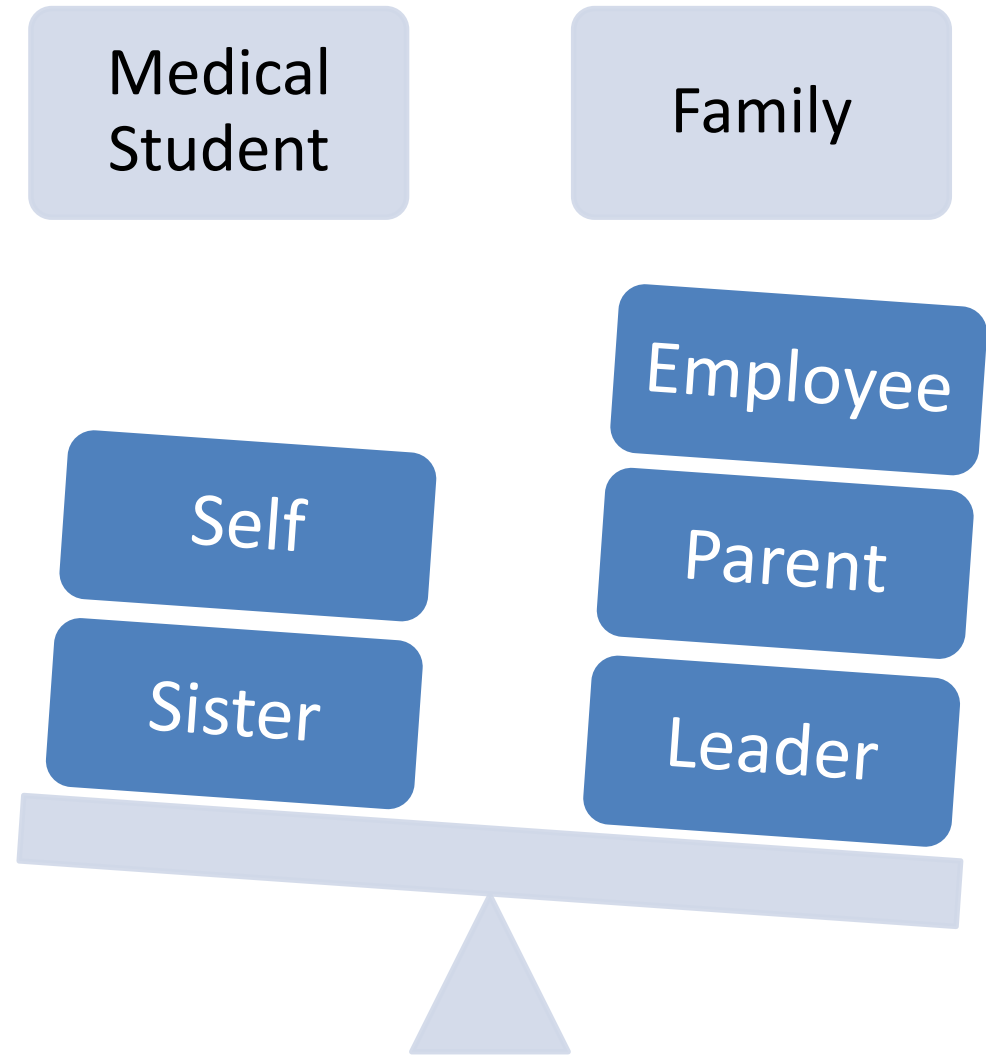 Medical
Student
Family
Employee
Self
Parent
Sister
Leader